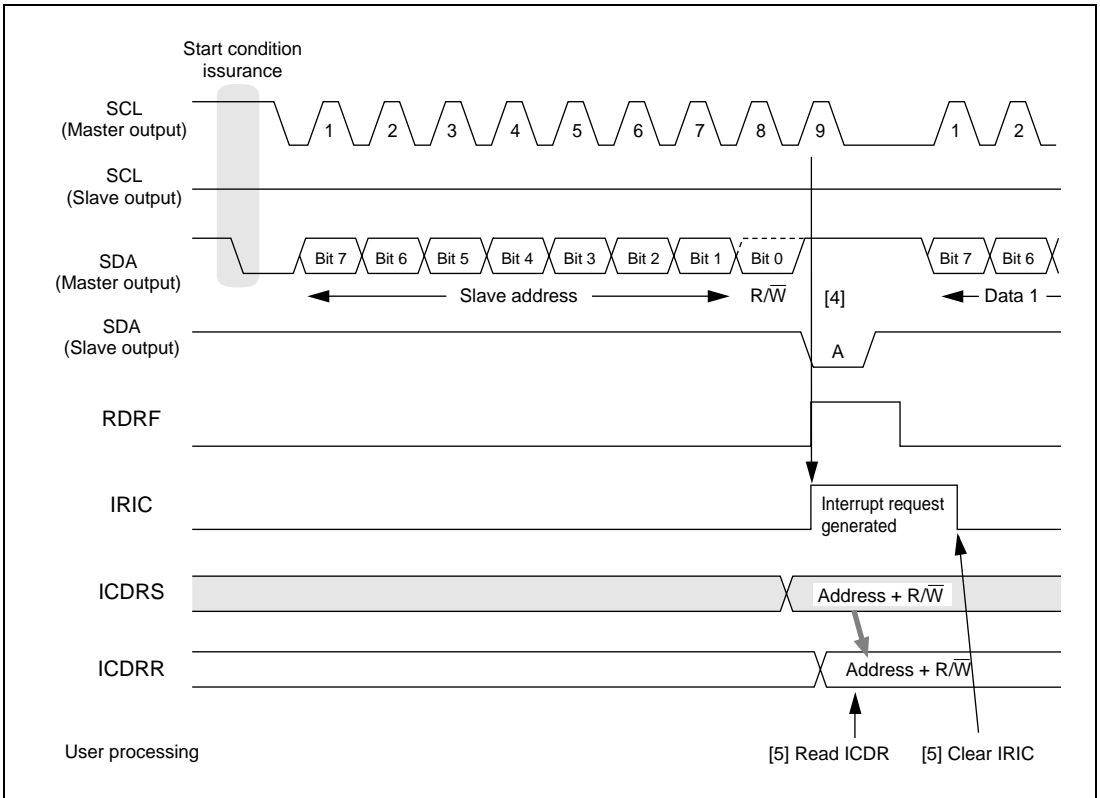 Start condition
issurance
SCL
(Master output)
1 2 3 4 5 6 7 8 9 1 2
SCL
(Slave output)
SDA
(Master output)
Bit 7 Bit 6 Bit 5 Bit 4 Bit 3 Bit 2 Bit 1 Bit 0 Bit 7 Bit 6
Slave address R/W̅ [4] Data 1
SDA
(Slave output)
A
RDRF
IRIC
Interrupt request
generated
ICDRS
Address + R/W̅
ICDRR
Address + R/W̅
User processing
[5] Read ICDR [5] Clear IRIC